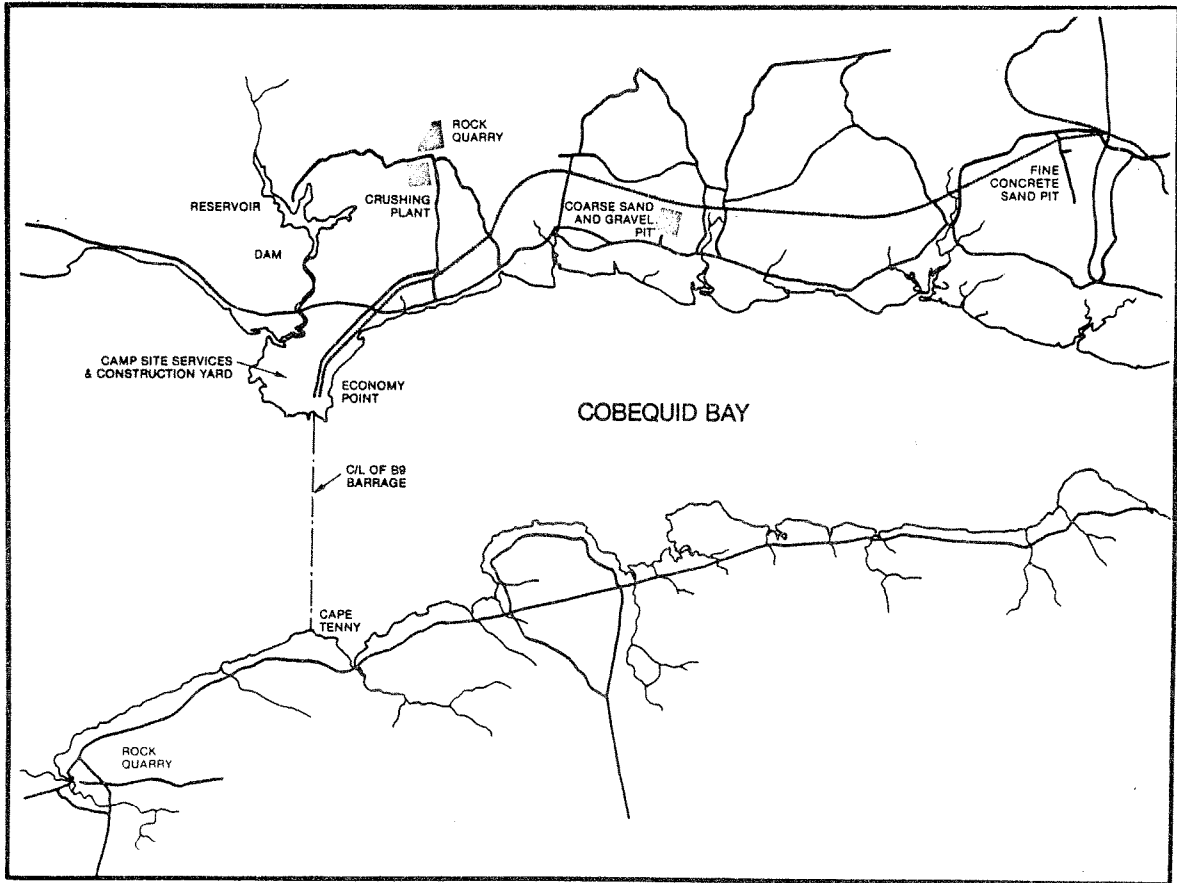 ROCK
QUARRY
CRUSHING
PLANT
RESERVOIR
DAM
COARSE SAND
AND GRAVEL
PIT
FINE
CONCRETE
SAND PIT
CAMP SITE SERVICES
& CONSTRUCTION YARD
ECONOMY
POINT
COBEQUID BAY
C/L OF B9
BARRAGE
CAPE
TENNY
ROCK
QUARRY